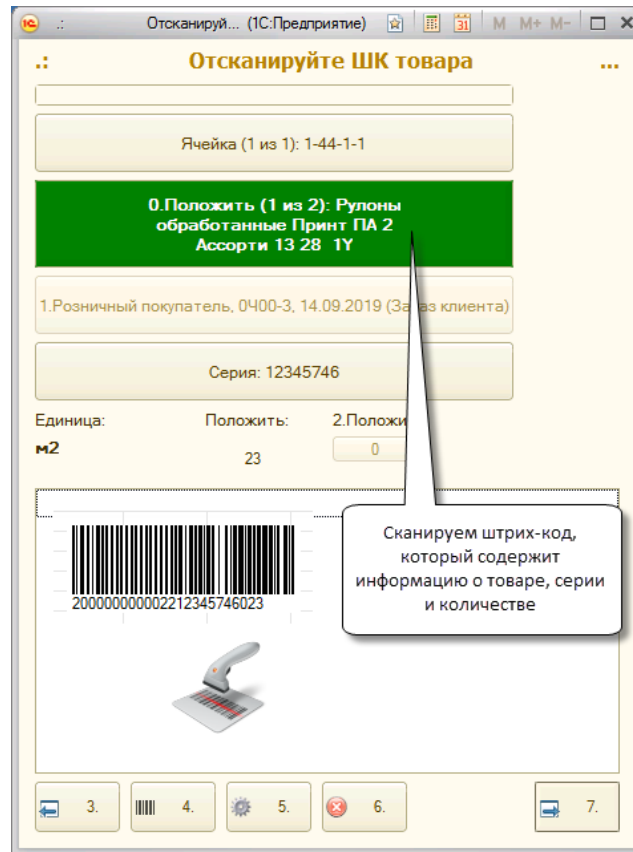 .: Отсканируй... (1С:Предприятие) 31 M M+ M-
.: Отсканируйте ШК товара ...
Ячейка (1 из 1): 1-44-1-1
0.Положить (1 из 2): Рулоны
обработанные Принт ПА 2
Ассорти 13 28 1Y
1.Розничный покупатель, 0Ч00-3, 14.09.2019 (За аз клиента)
Серия: 12345746
Единица: Положить: 2.Положи
м2 23 0
Сканируем штрих-код,
который содержит
информацию о товаре, серии
и количестве
200000000002212345746023
3. 4. 5. 6. 7.